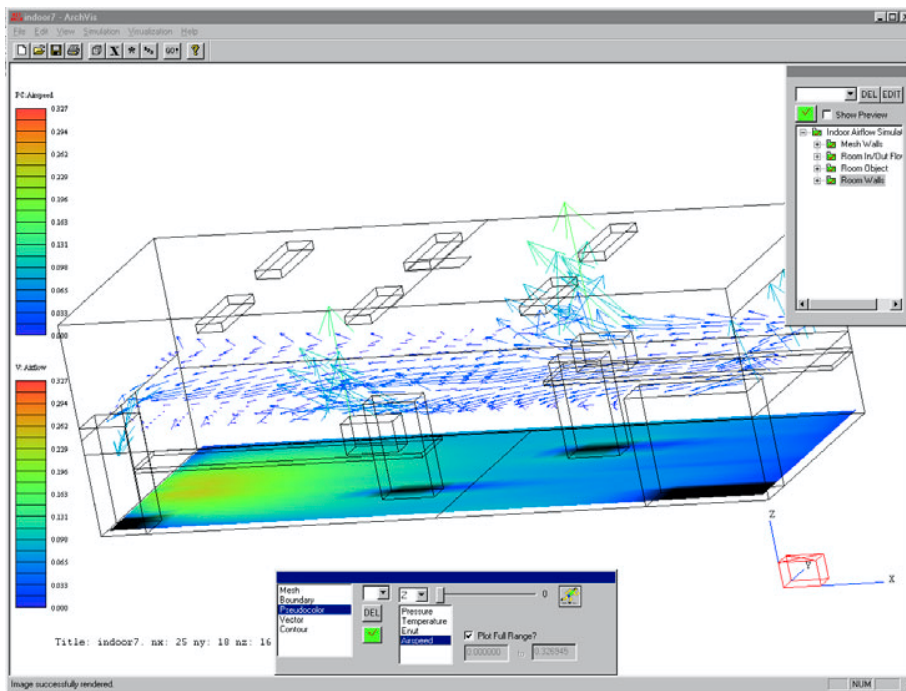 indoor7 - ArchVis
File Edit View Simulation Visualization Help
X GO! ?
PC:Airspeed
0.327
0.294
0.262
0.229
0.196
0.163
0.131
0.098
0.065
0.033
0.000
V: Airflow
0.327
0.294
0.262
0.229
0.196
0.163
0.131
0.098
0.065
0.033
0.000
DEL EDIT
Show Preview
Indoor Airflow Simulat
Mesh Walls
Room In/Out Flo
Room Object
Room Walls
Z
Y
X
Mesh
Boundary
Pseudocolor
Vector
Contour
DEL
Z
0
Pressure
Temperature
Enut
Airspeed
Plot Full Range?
0.000000 to 0.326945
Title: indoor7. nx: 25 ny: 18 nz: 16
Image successfully rendered.
NUM